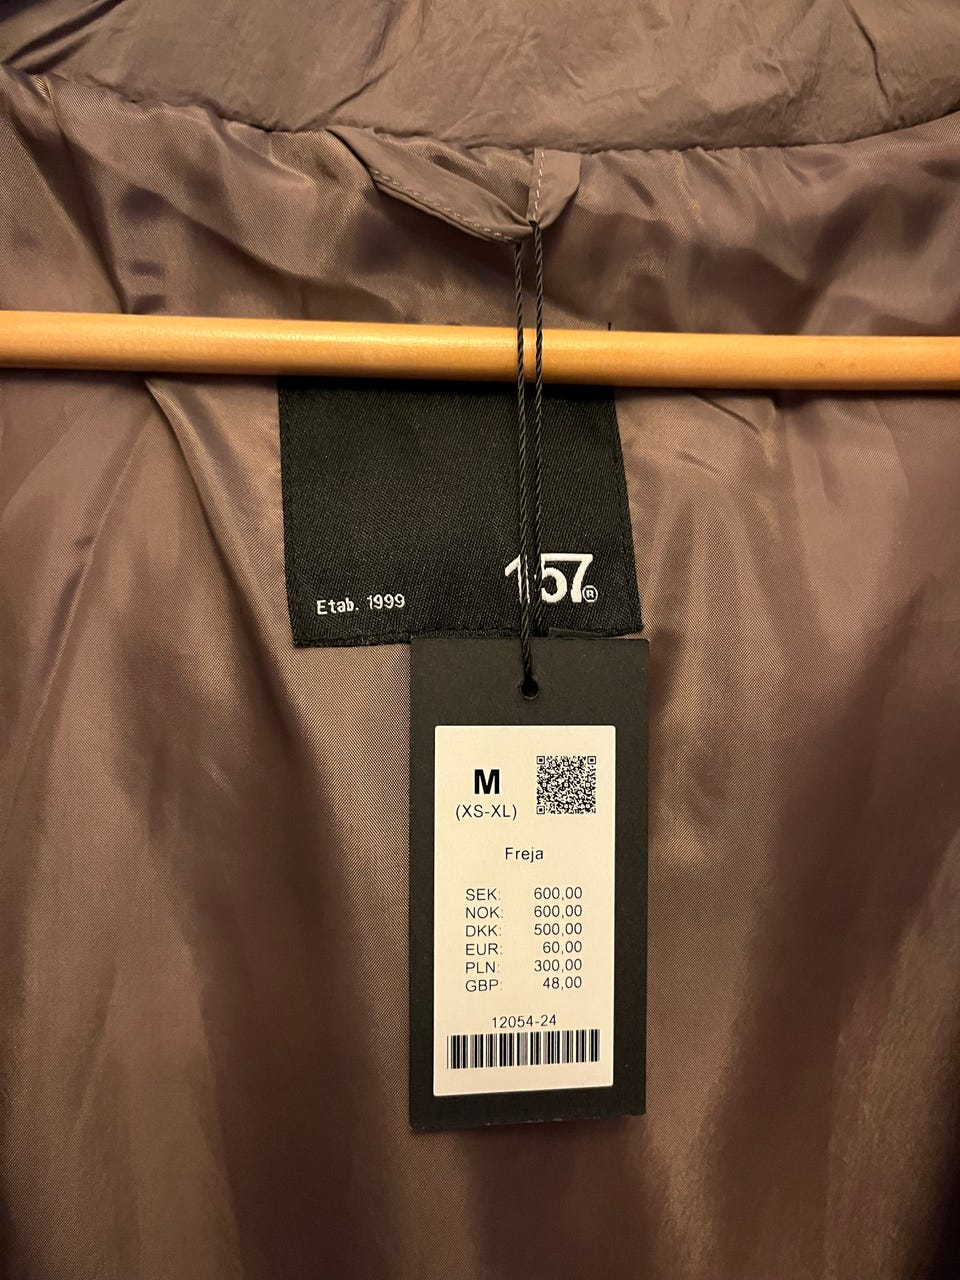 Etab. 1999
157®
M
(XS-XL)
Freja
SEK: 600,00
NOK: 600,00
DKK: 500,00
EUR: 60,00
PLN: 300,00
GBP: 48,00
12054-24